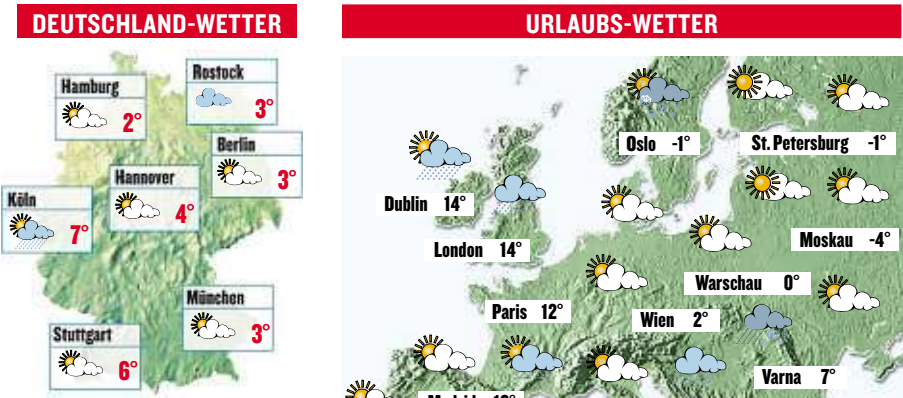 DEUTSCHLAND-WETTER
Hamburg
2°
Rostock
3°
Berlin
3°
Hannover
4°
Köln
7°
München
3°
Stuttgart
6°
URLAUBS-WETTER
Oslo -1°
St. Petersburg -1°
Dublin 14°
London 14°
Moskau -4°
Warschau 0°
Paris 12°
Wien 2°
Varna 7°